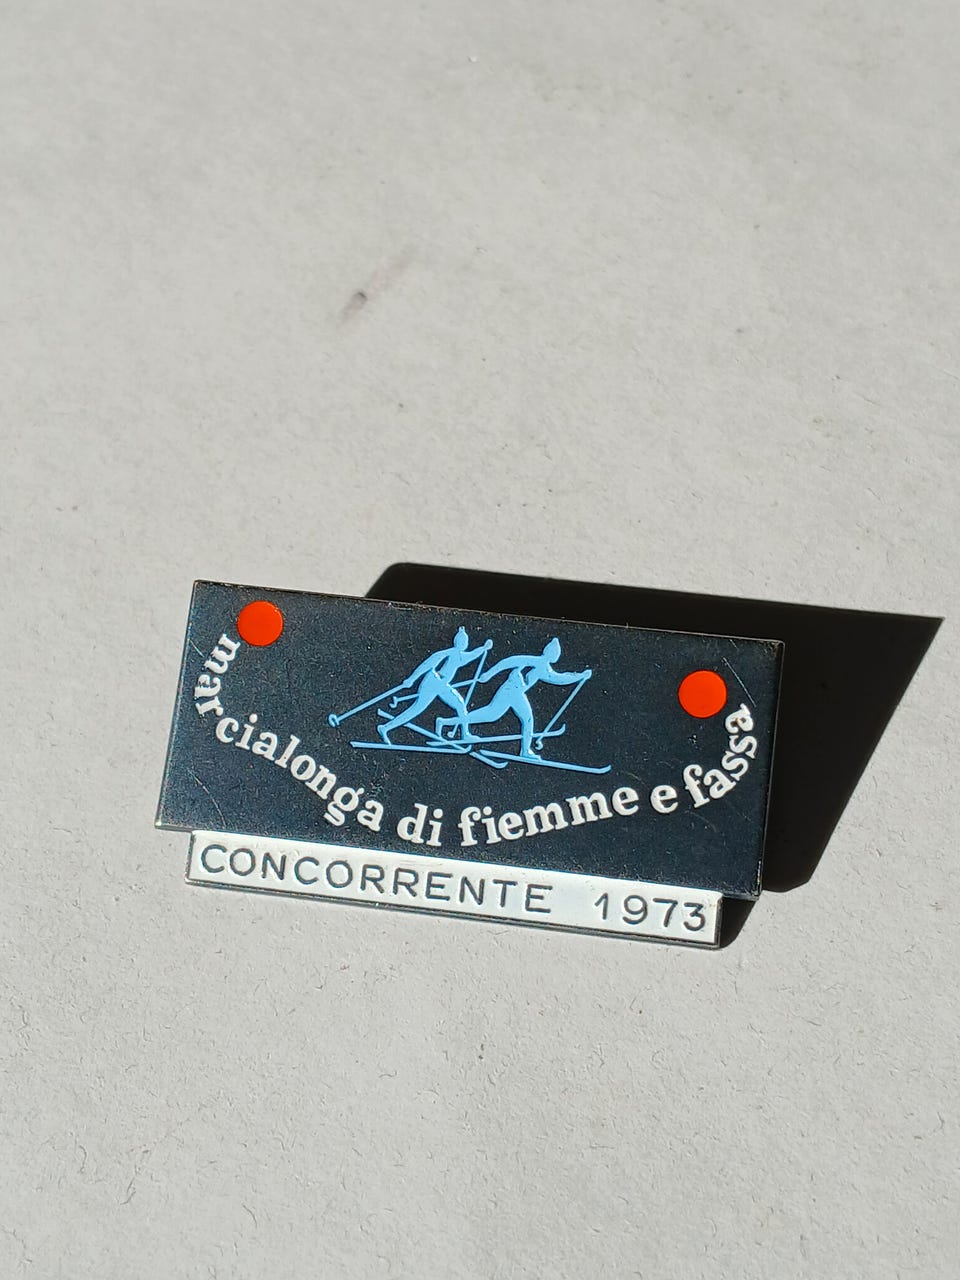 marcialonga di fiemme e fassa
CONCORRENTE 1973